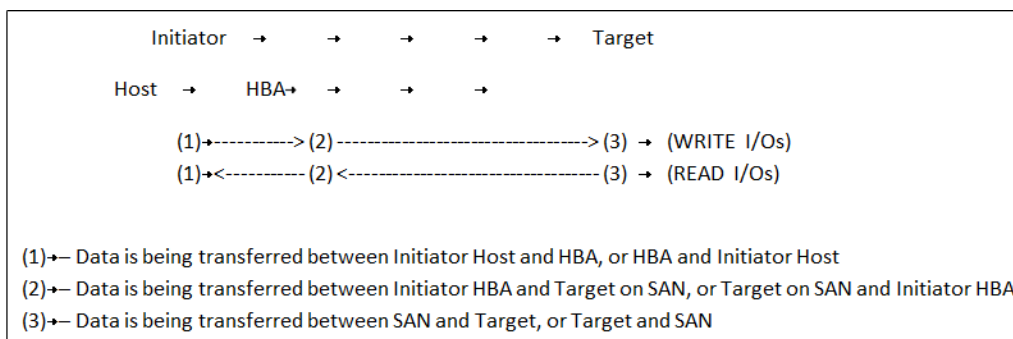 Initiator → → → → → Target
Host → HBA→ → → →
(1)→-----------> (2) -----------------------------------> (3) → (WRITE I/Os)
(1)→<----------- (2) <----------------------------------- (3) → (READ I/Os)
(1)→– Data is being transferred between Initiator Host and HBA, or HBA and Initiator Host
(2)→– Data is being transferred between Initiator HBA and Target on SAN, or Target on SAN and Initiator HBA
(3)→– Data is being transferred between SAN and Target, or Target and SAN